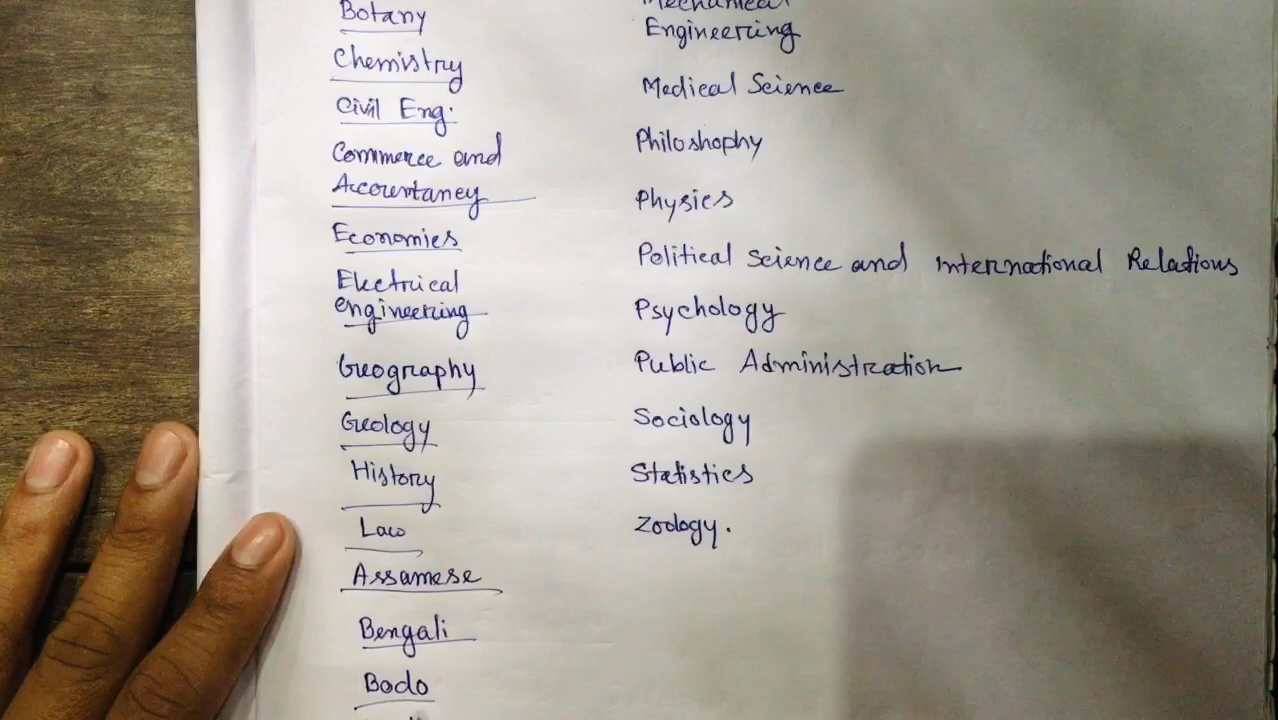 Botany
Chemistry
Civil Eng.
Commerce and
Accountancy
Economics
Electrical
engineering
Geography
Geology
History
Law
Assamese
Bengali
Bodo
Mechanical
Engineering
Medical Science
Philoshophy
Physics
Political Science and International Relations
Psychology
Public Administration
Sociology
Statistics
Zoology.